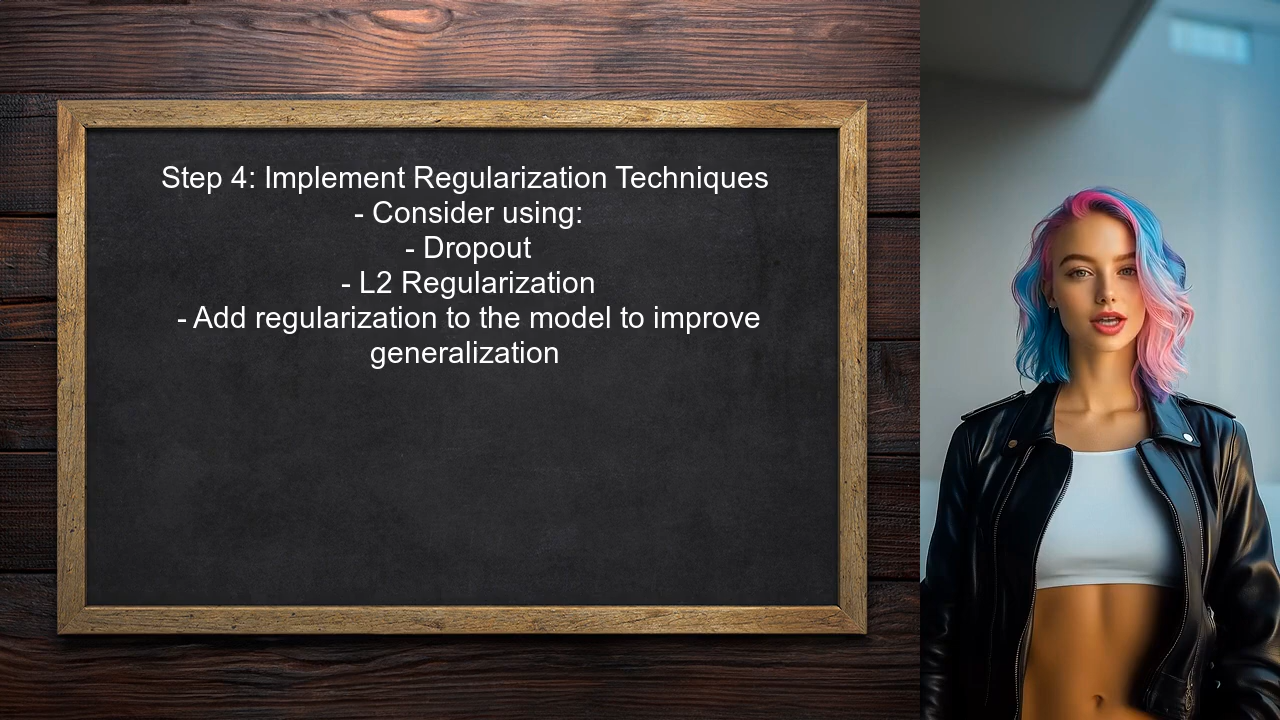 Step 4: Implement Regularization Techniques
- Consider using:
- Dropout
- L2 Regularization
- Add regularization to the model to improve
generalization